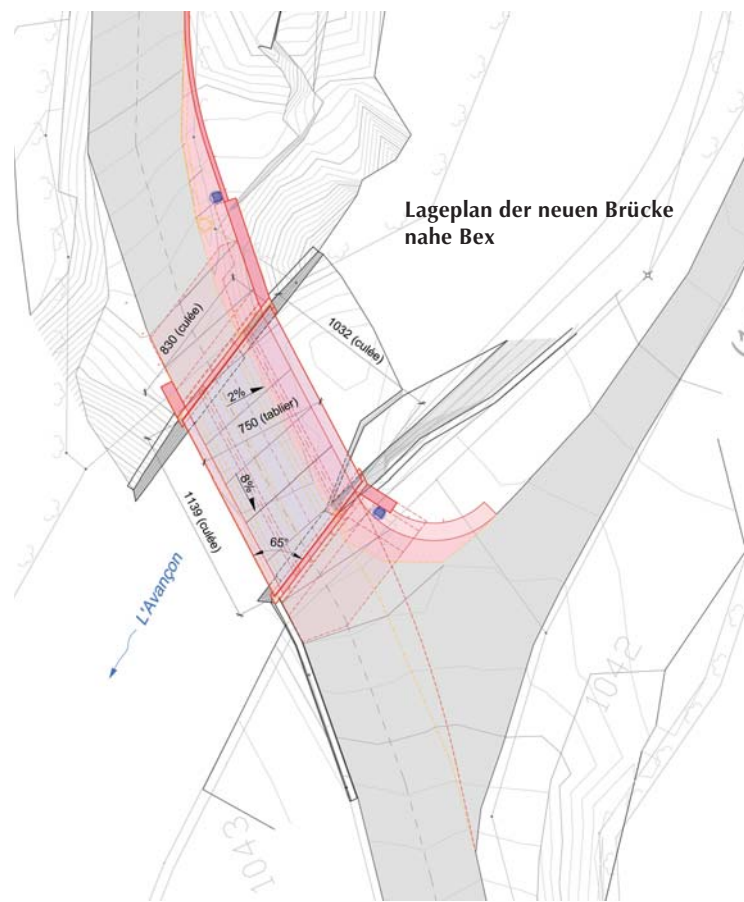 Lageplan der neuen Brücke
nahe Bex
830 (culée)
1032 (culée)
2%
750 (tablier)
8%
1139 (culée)
65°
L'Avançon
1042
1043